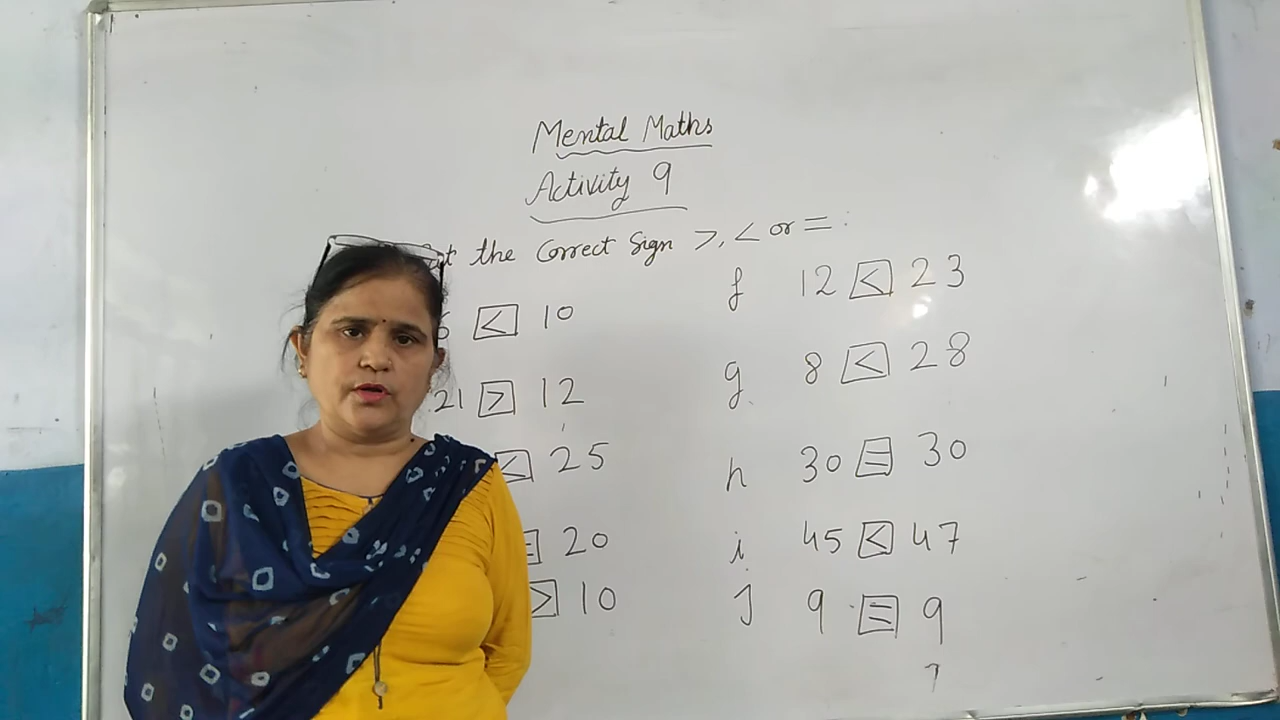 Mental Maths
Activity 9
the Correct Sign >, < or = :
< 10
21 > 12
< 25
= 20
> 10
f 12 < 23
g 8 < 28
h 30 = 30
i 45 < 47
J 9 = 9